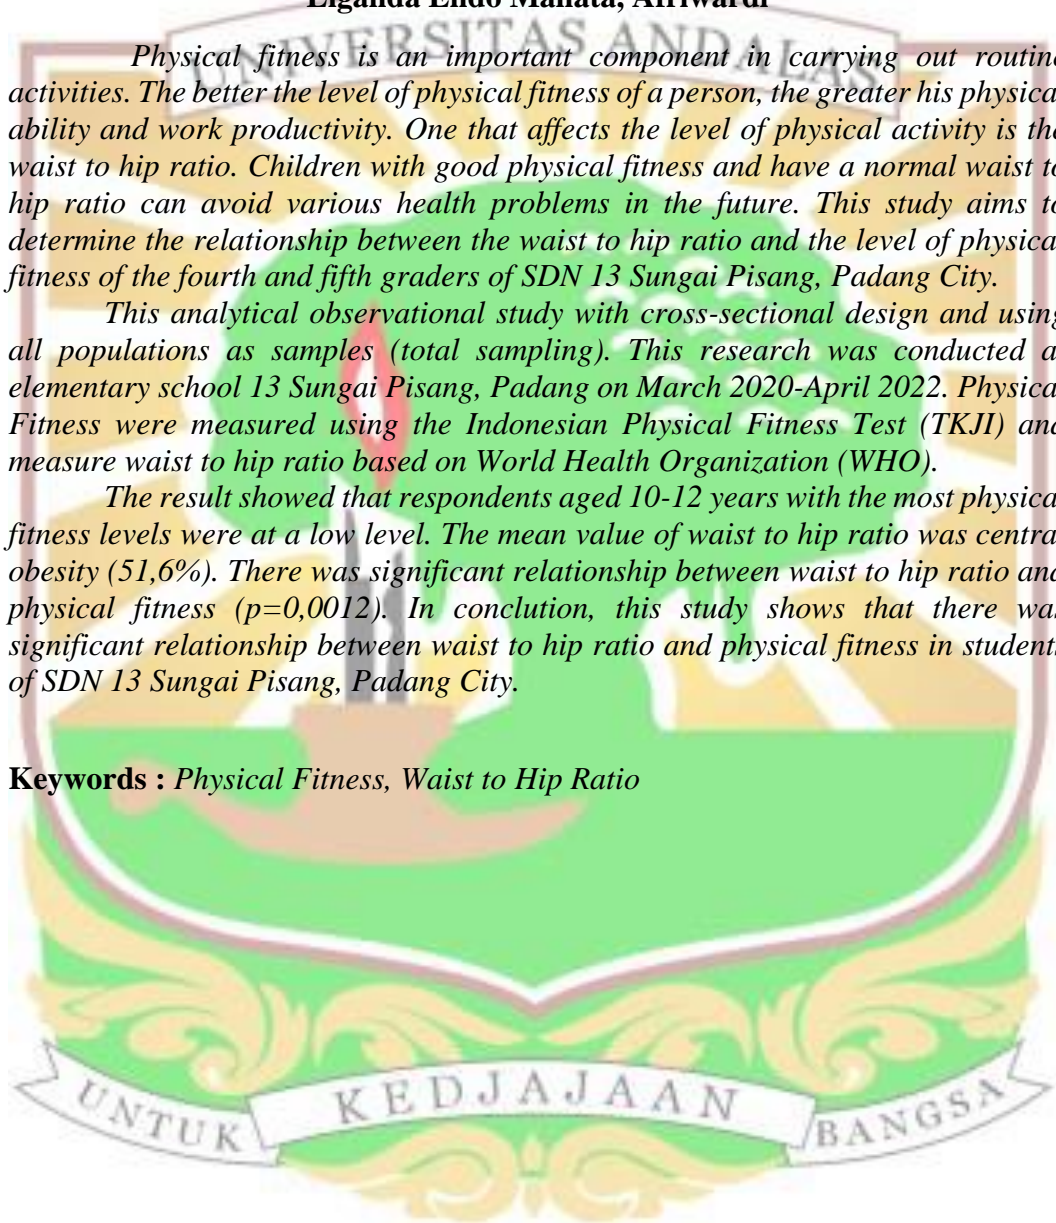 Liganda Endo Afriwardi
UNIVERSITAS ANDALAS
Physical fitness is an important component in carrying out routine
activities. The better the level of physical fitness of a person, the greater his physica
ability and work productivity. One that affects the level of physical activity is the
waist to hip ratio. Children with good physical fitness and have a normal waist to
hip ratio can avoid various health problems in the future. This study aims to
determine the relationship between the waist to hip ratio and the level of physica
fitness of the fourth and fifth graders of SDN 13 Sungai Pisang, Padang City.
This analytical observational study with cross-sectional design and using
all populations as samples (total sampling). This research was conducted a
elementary school 13 Sungai Pisang, Padang on March 2020-April 2022. Physica
Fitness were measured using the Indonesian Physical Fitness Test (TKJI) and
measure waist to hip ratio based on World Health Organization (WHO).
The result showed that respondents aged 10-12 years with the most physica
fitness levels were at a low level. The mean value of waist to hip ratio was centra
obesity (51,6%). There was significant relationship between waist to hip ratio and
physical fitness (p=0,0012). In conclution, this study shows that there was
significant relationship between waist to hip ratio and physical fitness in students
of SDN 13 Sungai Pisang, Padang City.
Keywords : Physical Fitness, Waist to Hip Ratio
UNTUK KEDJAJAAN BANGSA